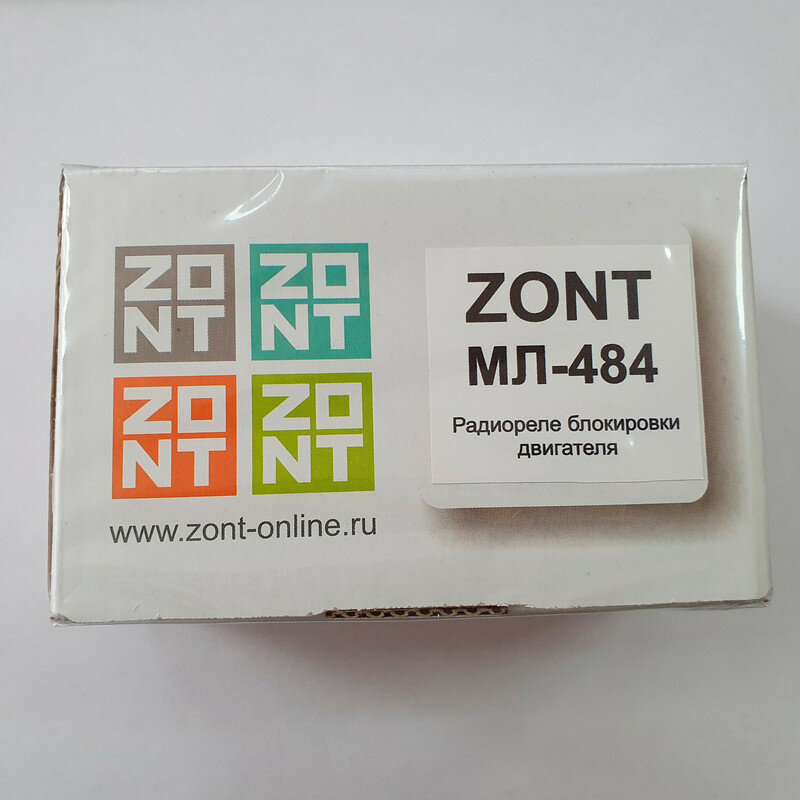 ZO ZO
NT NT
ZO ZO
NT NT
www.zont-online.ru
ZONT
МЛ-484
Радиореле блокировки
двигателя